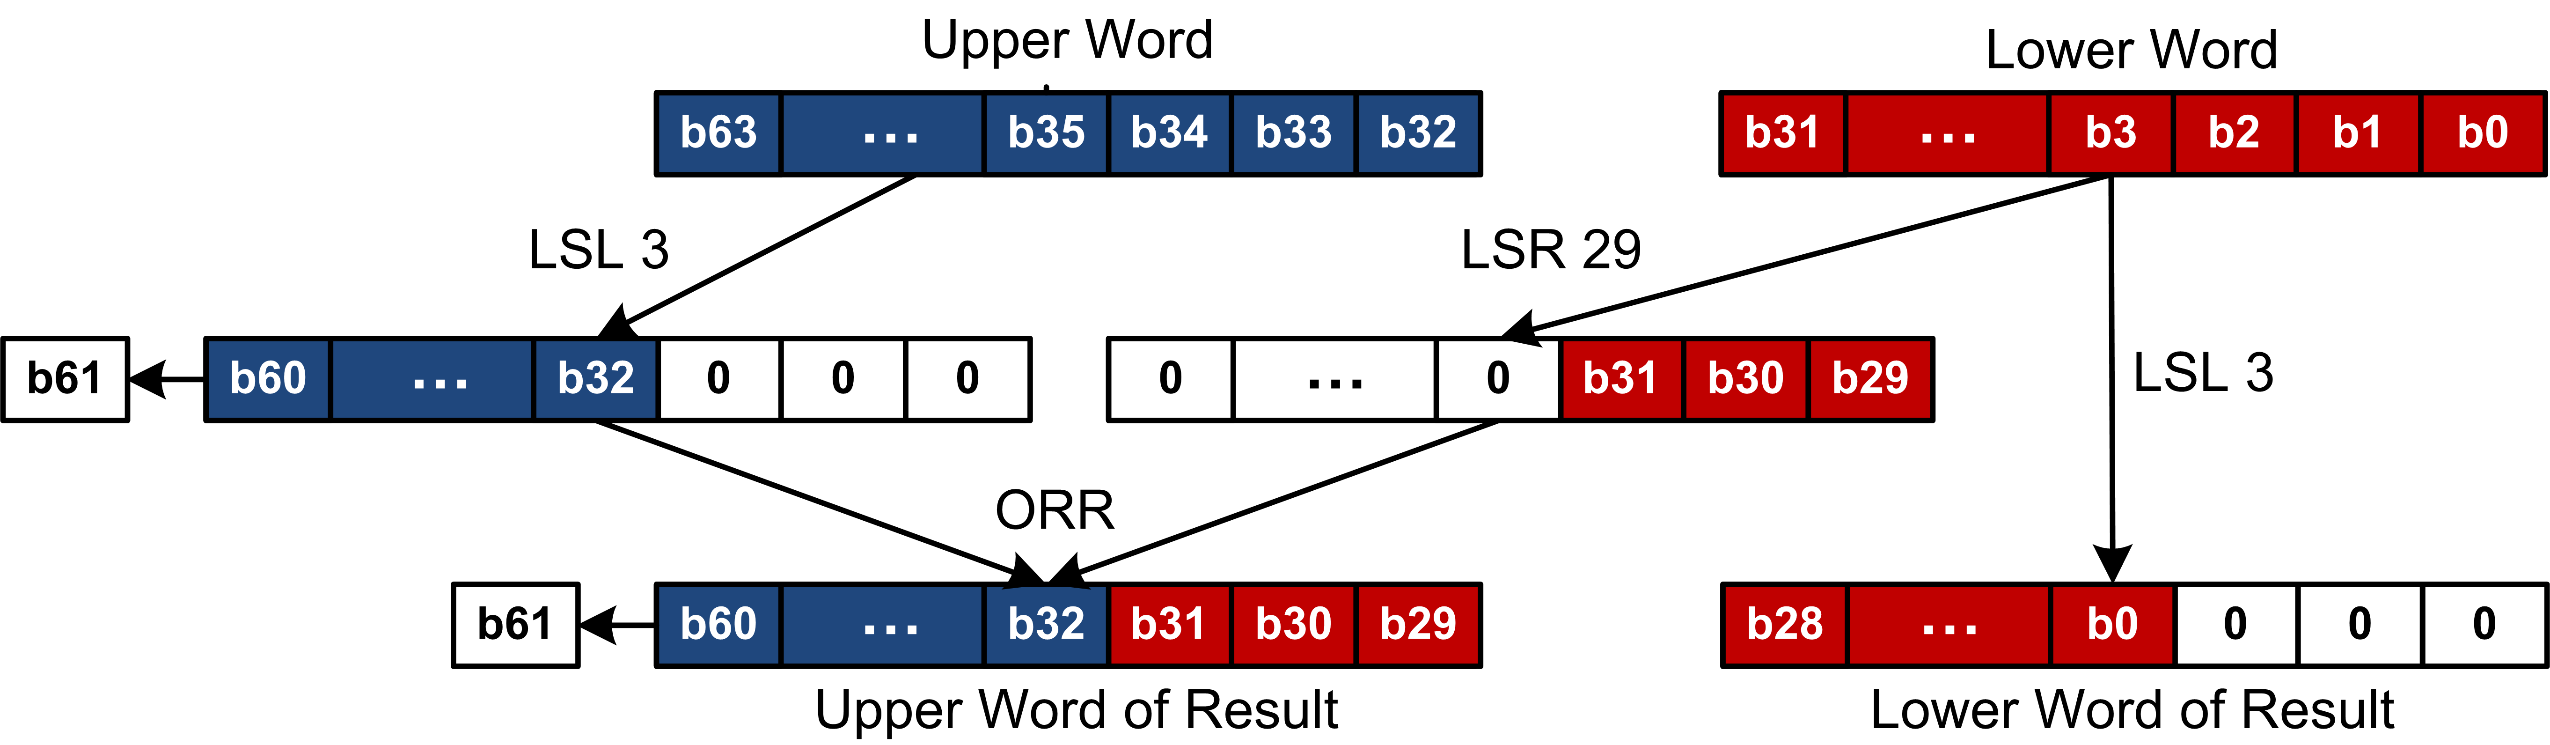 Upper Word
Lower Word
b63 ... b35 b34 b33 b32
b31 ... b3 b2 b1 b0
LSL 3
LSR 29
LSL 3
b61 b60 ... b32 0 0 0
0 ... 0 b31 b30 b29
ORR
b61 b60 ... b32 b31 b30 b29
b28 ... b0 0 0 0
Upper Word of Result
Lower Word of Result